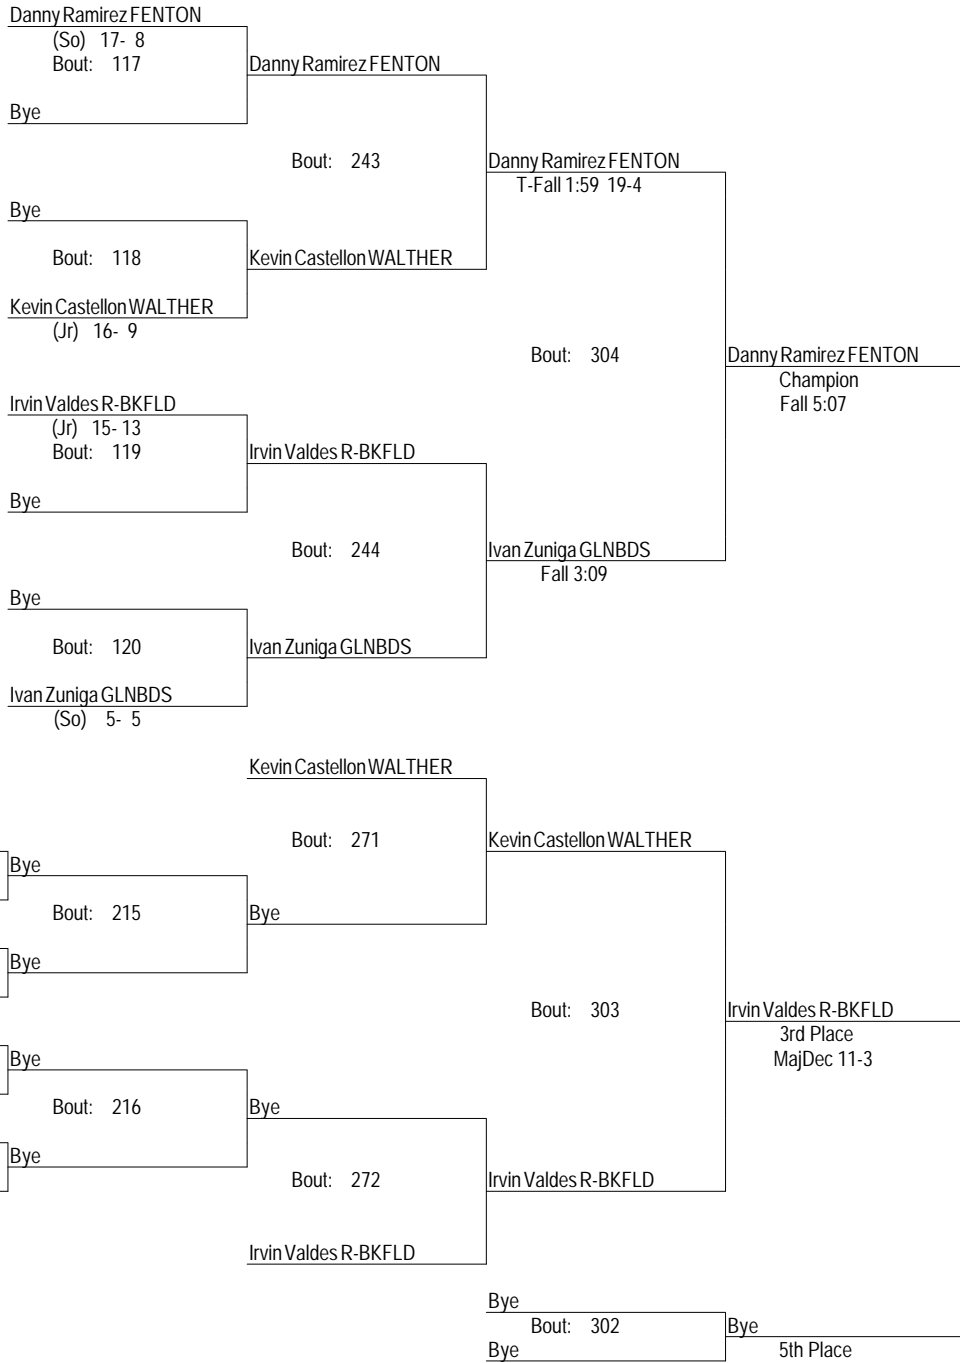 Danny Ramirez FENTON
(So) 17- 8
Bout: 117
Danny Ramirez FENTON
Bye
Bout: 243
Danny Ramirez FENTON
T-Fall 1:59 19-4
Bye
Bout: 118
Kevin Castellon WALTHER
Kevin Castellon WALTHER
(Jr) 16- 9
Bout: 304
Danny Ramirez FENTON
Champion
Fall 5:07
Irvin Valdes R-BKFLD
(Jr) 15- 13
Bout: 119
Irvin Valdes R-BKFLD
Bye
Bout: 244
Ivan Zuniga GLNBDS
Fall 3:09
Bye
Bout: 120
Ivan Zuniga GLNBDS
Ivan Zuniga GLNBDS
(So) 5- 5
Kevin Castellon WALTHER
Bout: 271
Kevin Castellon WALTHER
Bye
Bout: 215
Bye
Bye
Bout: 303
Irvin Valdes R-BKFLD
3rd Place
MajDec 11-3
Bye
Bout: 216
Bye
Bye
Bout: 272
Irvin Valdes R-BKFLD
Irvin Valdes R-BKFLD
Bye
Bout: 302
Bye
Bye
5th Place